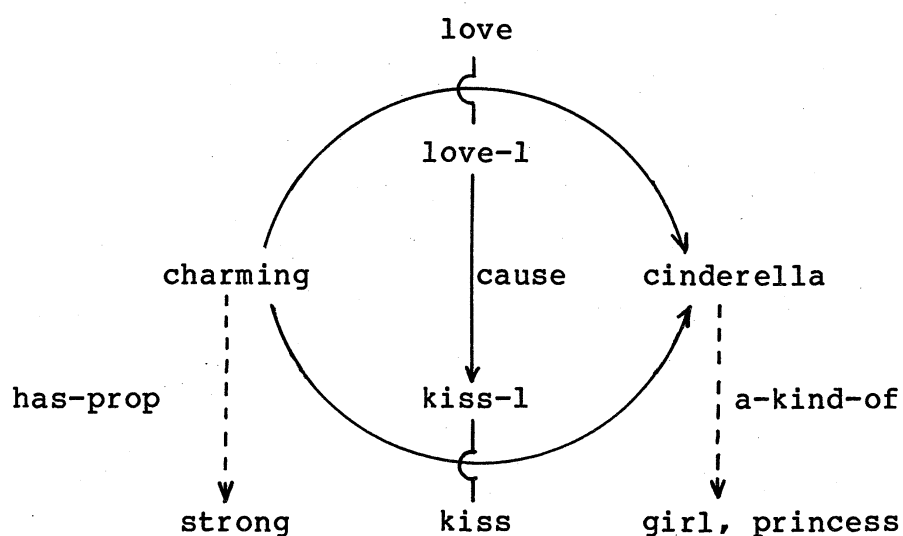 love
love-1
charming cause cinderella
has-prop kiss-1 a-kind-of
strong kiss girl, princess